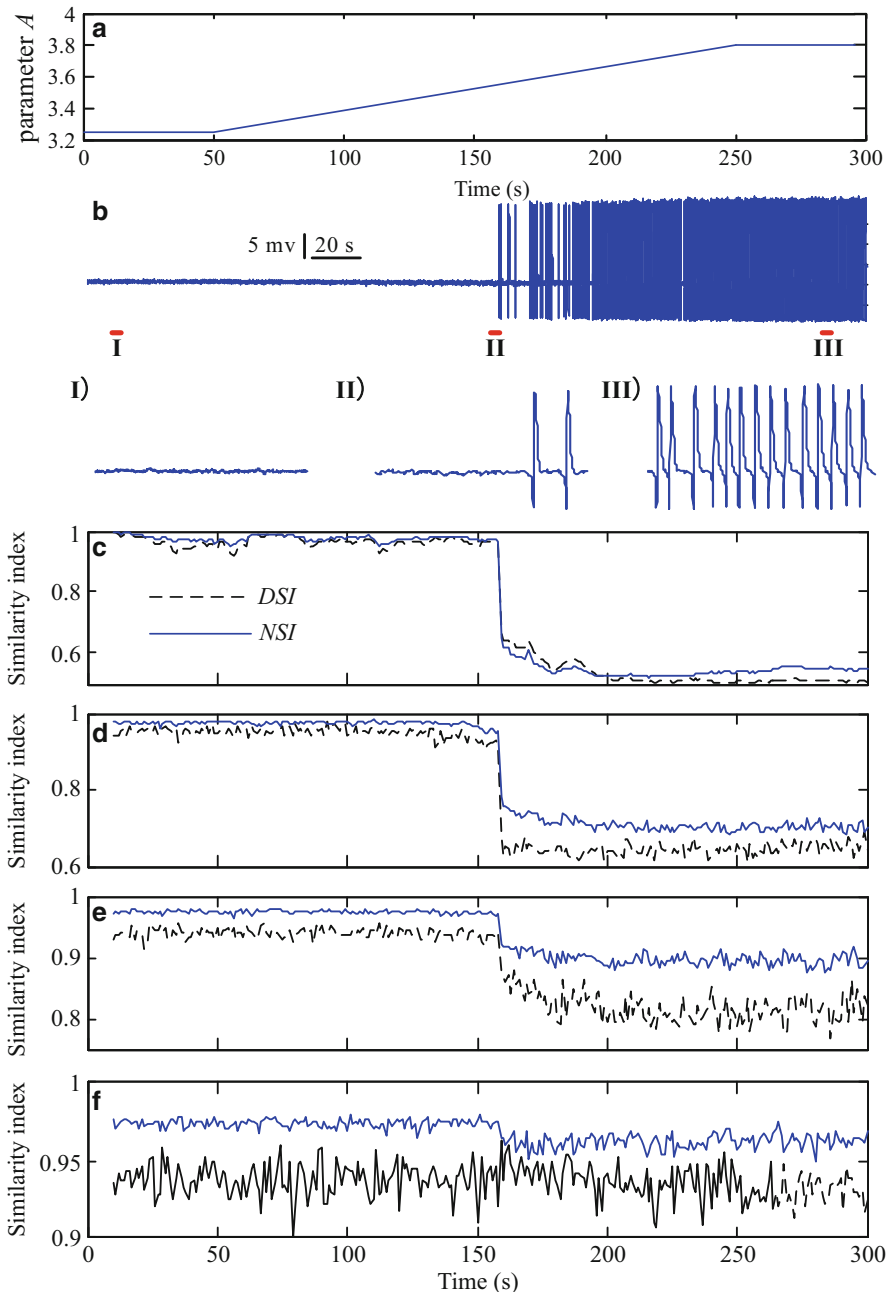 a
parameter A
4
3.8
3.6
3.4
3.2
0 50 100 150 200 250 300
Time (s)
b
5 mv 20 s
I II III
I) II) III)
c
Similarity index
1
0.8
0.6
DSI
NSI
d
Similarity index
1
0.8
0.6
e
Similarity index
1
0.9
0.8
f
Similarity index
1
0.95
0.9
0 50 100 150 200 250 300
Time (s)